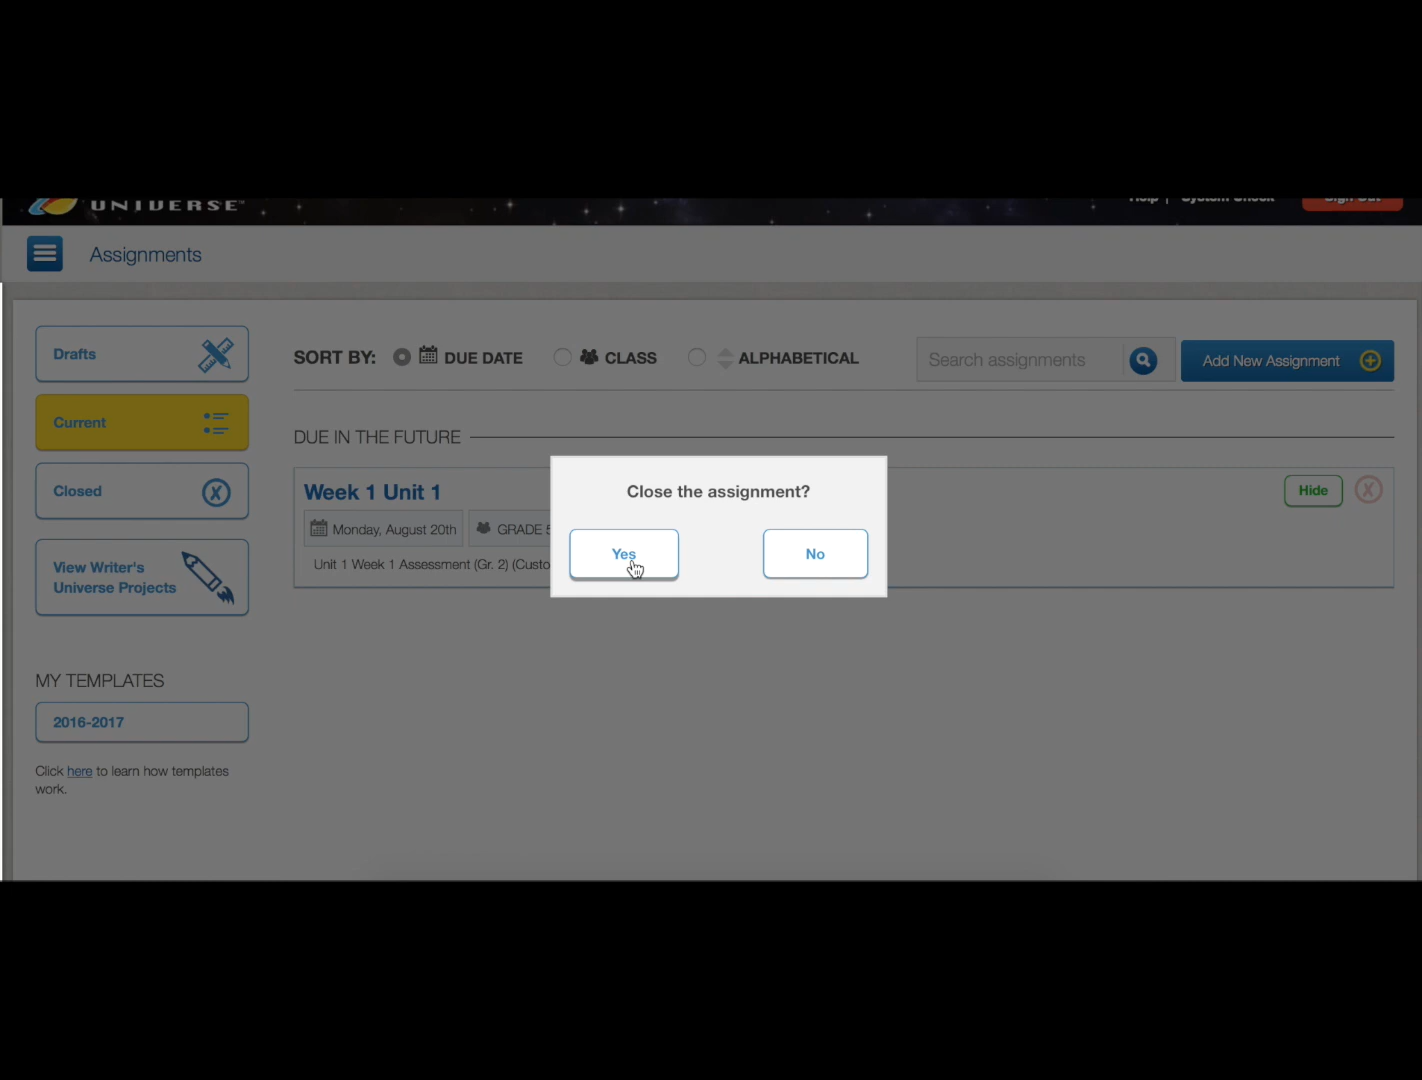 UNIVERSE™
Help | System Check Sign Out
Assignments
Drafts
SORT BY: DUE DATE CLASS ALPHABETICAL
Search assignments
Add New Assignment
Current
DUE IN THE FUTURE
Closed
Week 1 Unit 1
Close the assignment?
Hide
Monday, August 20th
GRADE 5
Yes
No
Unit 1 Week 1 Assessment (Gr. 2) (Custo
View Writer's
Universe Projects
MY TEMPLATES
2016-2017
Click here to learn how templates
work.